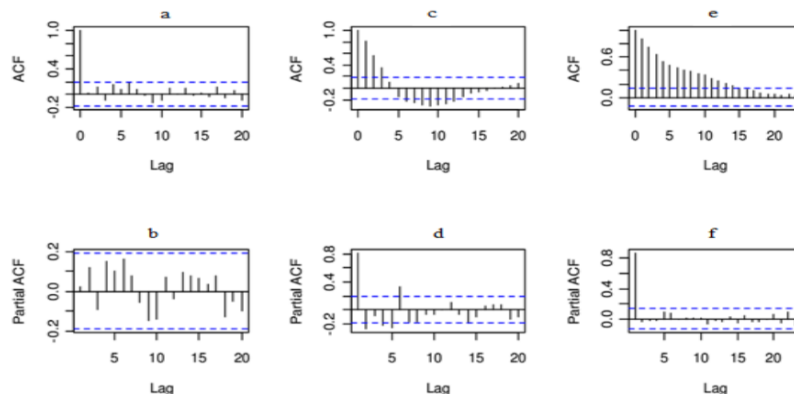 a c e
ACF 1.0 0.4 -0.2 ACF 1.0 0.4 -0.2 ACF 0.6 0.0
0 5 10 15 20 0 5 10 15 20 0 5 10 15 20
Lag Lag Lag
b d f
Partial ACF 0.2 0.0 -0.2 Partial ACF 0.8 0.4 -0.2 Partial ACF 0.8 0.4 0.0
5 10 15 20 5 10 15 20 5 10 15 20
Lag Lag Lag